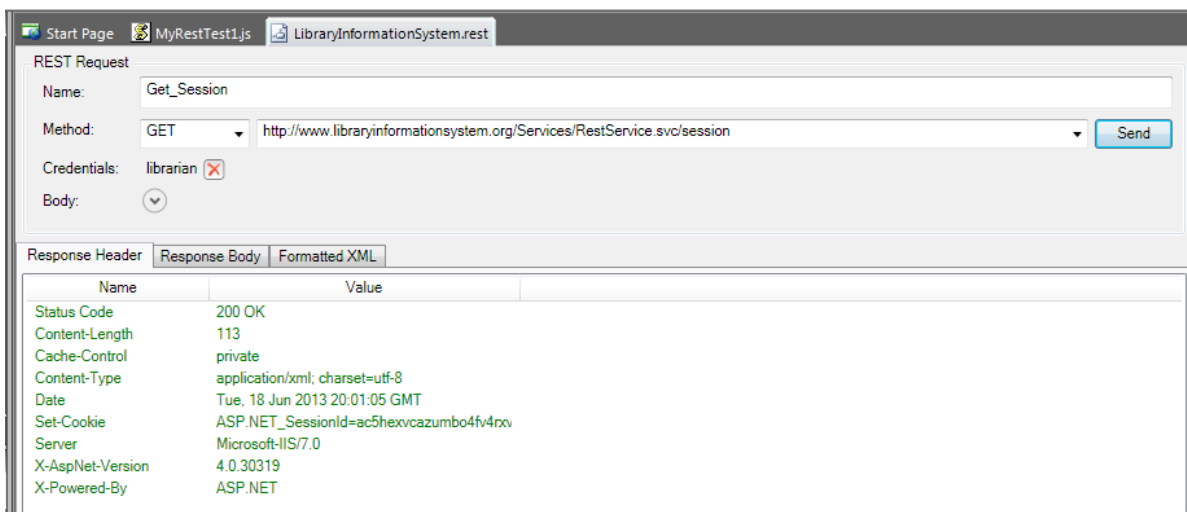 Start Page MyRestTest1.js LibraryInformationSystem.rest
REST Request
Name: Get_Session
Method: GET http://www.libraryinformationsystem.org/Services/RestService.svc/session Send
Credentials: librarian
Body:
Response Header Response Body Formatted XML
Name Value
Status Code 200 OK
Content-Length 113
Cache-Control private
Content-Type application/xml; charset=utf-8
Date Tue, 18 Jun 2013 20:01:05 GMT
Set-Cookie ASP.NET_SessionId=ac5hexvcazumbo4fv4rxv
Server Microsoft-IIS/7.0
X-AspNet-Version 4.0.30319
X-Powered-By ASP.NET